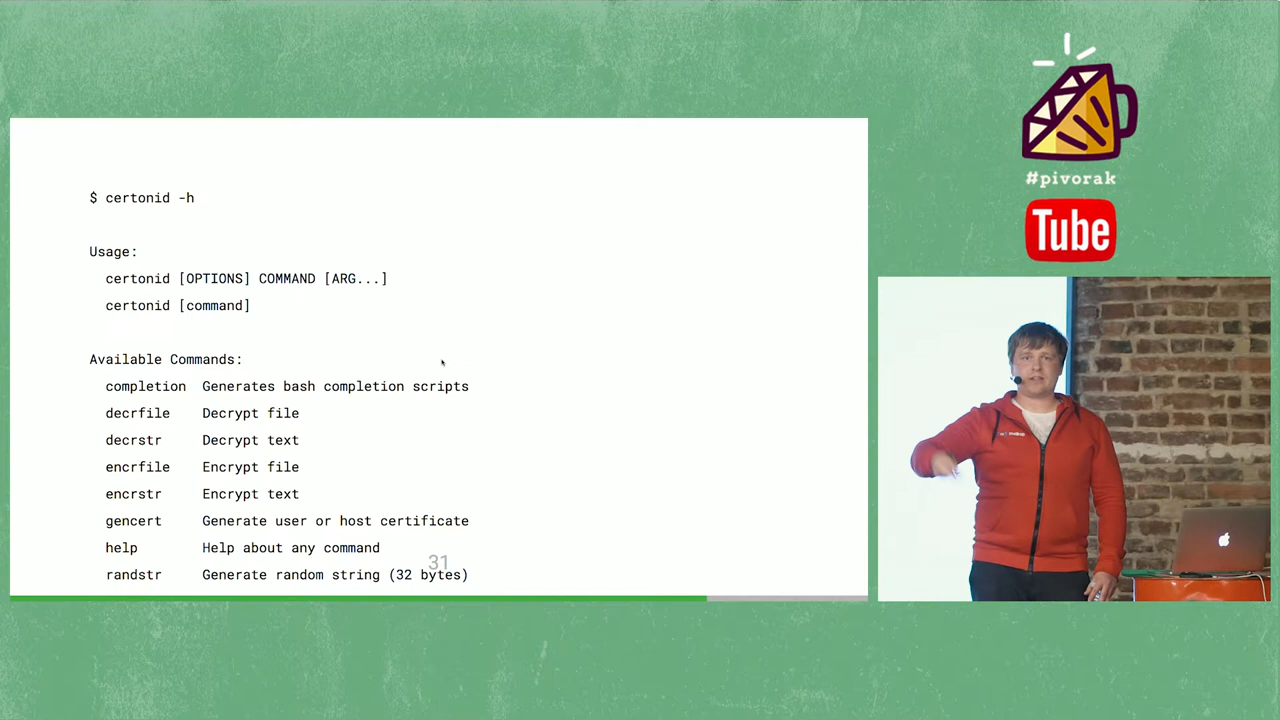 $ certonid -h
Usage:
certonid [OPTIONS] COMMAND [ARG...]
certonid [command]
Available Commands:
completion Generates bash completion scripts
decrfile Decrypt file
decrstr Decrypt text
encrfile Encrypt file
encrstr Encrypt text
gencert Generate user or host certificate
help Help about any command
randstr Generate random string (32 bytes)
31
#pivorak
Tube